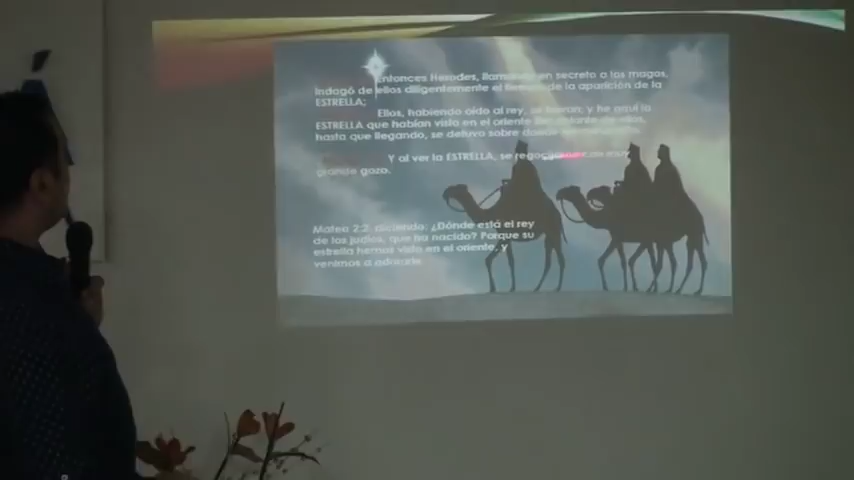 Entonces Herodes, llamando en secreto a los magos,
indagó de ellos diligentemente el tiempo de la aparición de la
ESTRELLA;
Ellos, habiendo oído al rey, se fueron; y he aquí la
ESTRELLA que habían visto en el oriente iba delante de ellos,
hasta que llegando, se detuvo sobre donde
Y al ver la ESTRELLA, se regocijaron
grande gozo.
Mateo 2:2 diciendo: ¿Dónde está el rey
de los judíos, que ha nacido? Porque su
estrella hemos visto en el oriente, y
venimos a adorarle